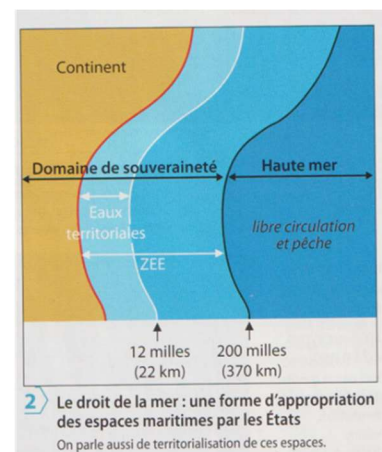 Continent
Domaine de souveraineté
Haute mer
Eaux
territoriales
libre circulation
et pêche
ZEE
12 milles
(22 km)
200 milles
(370 km)
2 Le droit de la mer : une forme d'appropriation
des espaces maritimes par les États
On parle aussi de territorialisation de ces espaces.